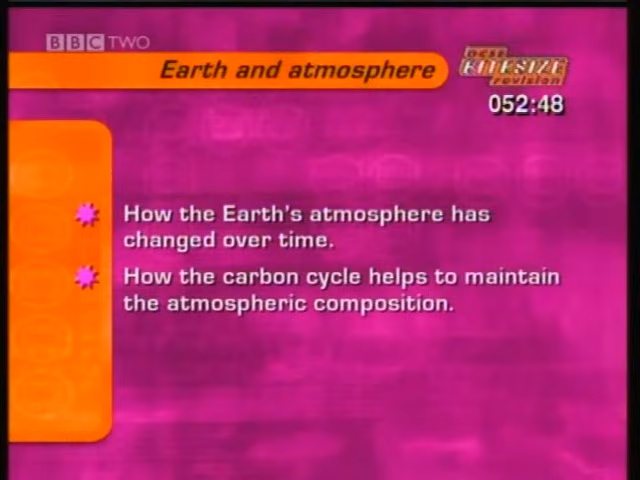 BBC TWO
Earth and atmosphere
GCSE
BITESIZE
revision
052:48
How the Earth's atmosphere has
changed over time.
How the carbon cycle helps to maintain
the atmospheric composition.